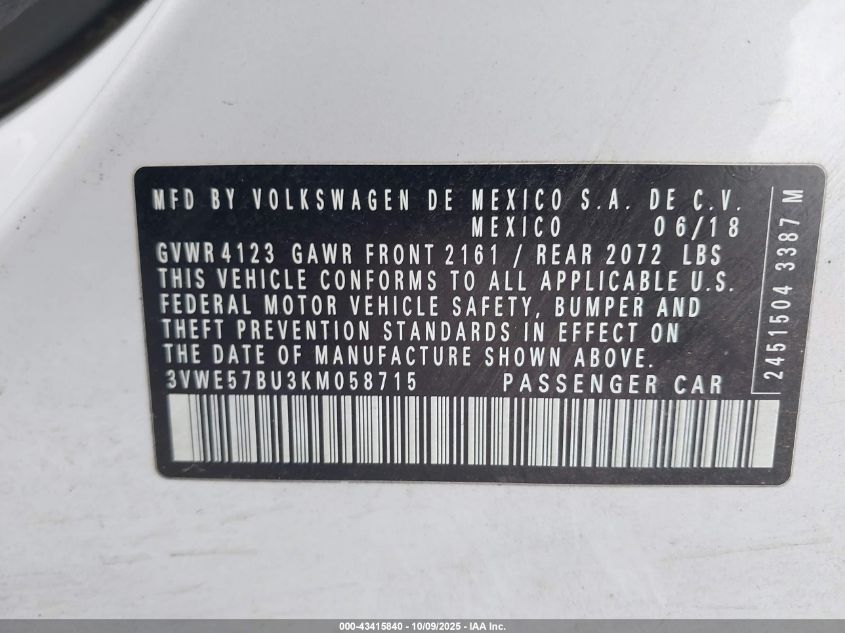 MFD BY VOLKSWAGEN DE MEXICO S.A. DE C.V.
MEXICO 06/18
GVWR 4123 GAWR FRONT 2161 / REAR 2072 LBS
THIS VEHICLE CONFORMS TO ALL APPLICABLE U.S.
FEDERAL MOTOR VEHICLE SAFETY, BUMPER AND
THEFT PREVENTION STANDARDS IN EFFECT ON
THE DATE OF MANUFACTURE SHOWN ABOVE.
3VWE57BU3KM058715 PASSENGER CAR
2451504 3387 M
000-43415840 - 10/09/2025 - IAA Inc.